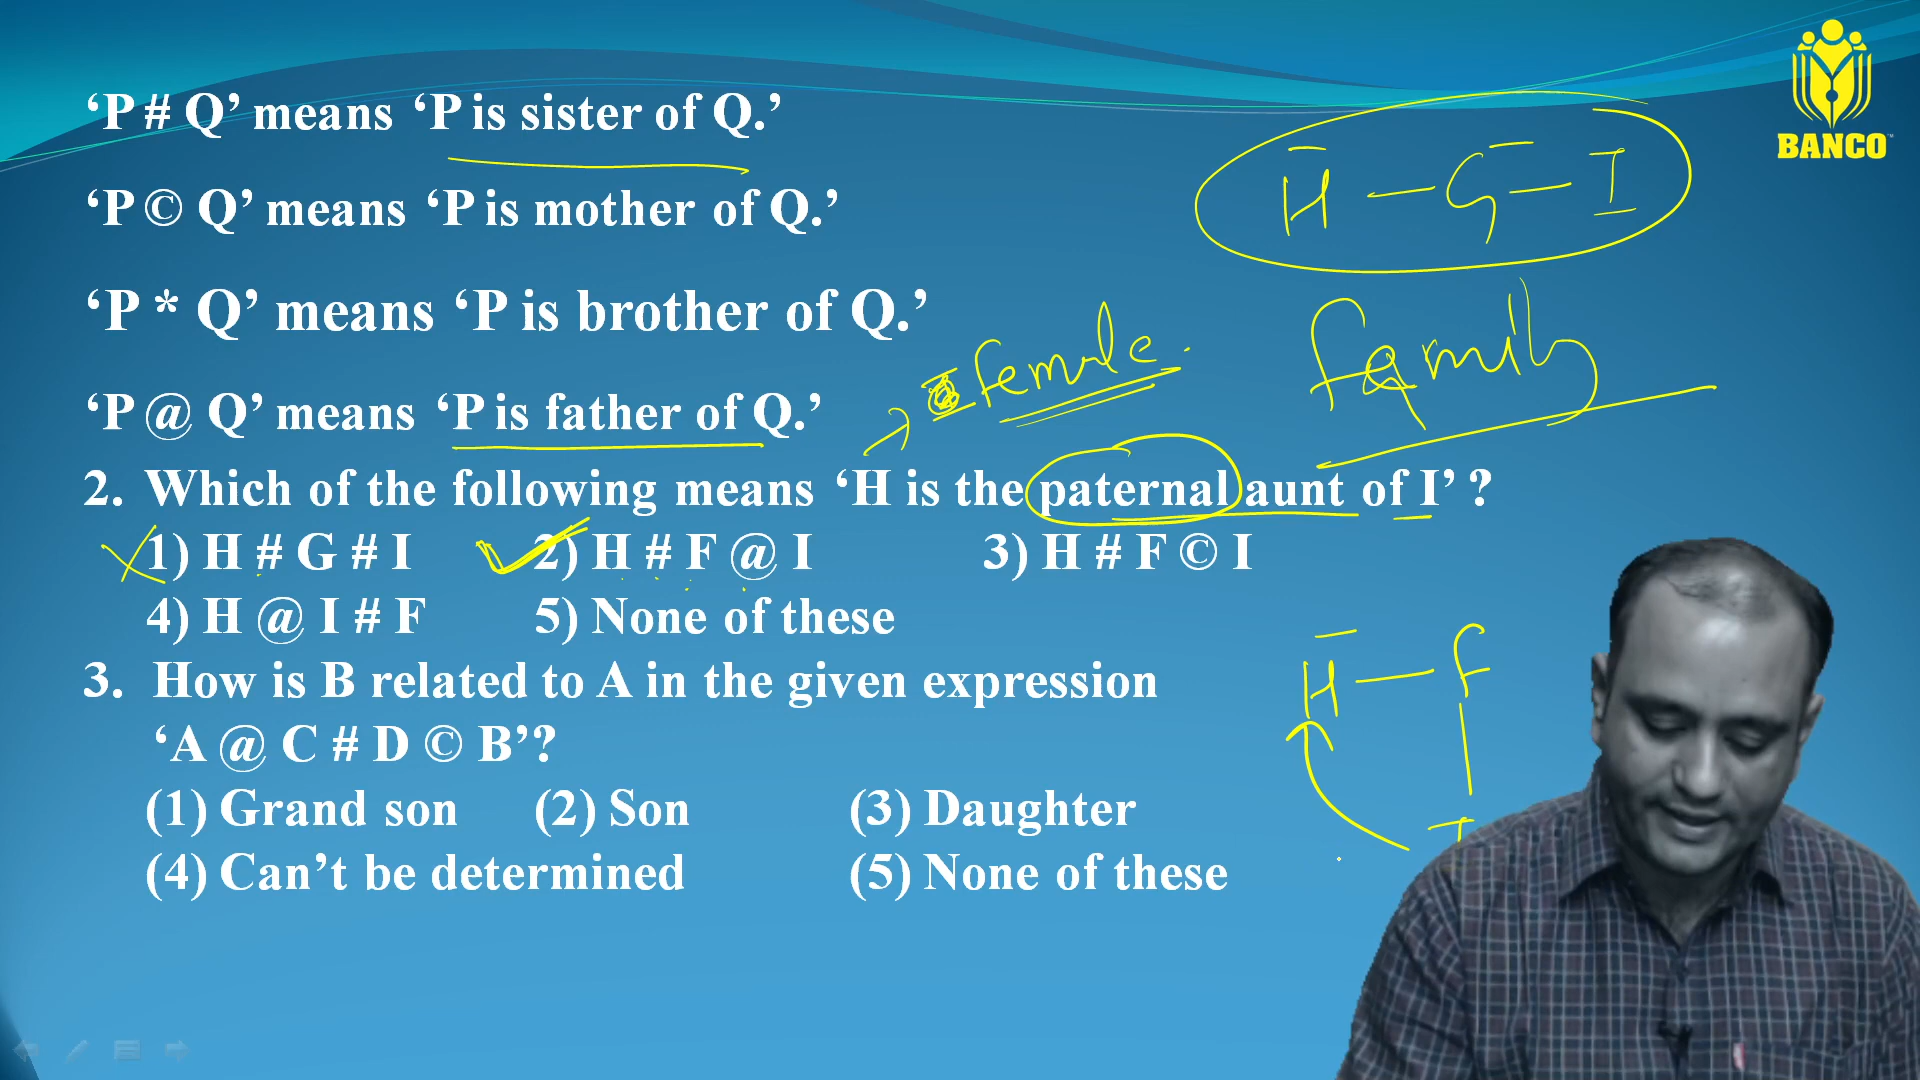 ‘P # Q’ means ‘P is sister of Q.’
‘P © Q’ means ‘P is mother of Q.’
‘P * Q’ means ‘P is brother of Q.’
‘P @ Q’ means ‘P is father of Q.’
2. Which of the following means ‘H is the paternal aunt of I’ ?
1) H # G # I 2) H # F @ I 3) H # F © I
4) H @ I # F 5) None of these
3. How is B related to A in the given expression
‘A @ C # D © B’?
(1) Grand son (2) Son (3) Daughter
(4) Can’t be determined (5) None of these
BANCO
H — G — I
female.
family
H — F
I